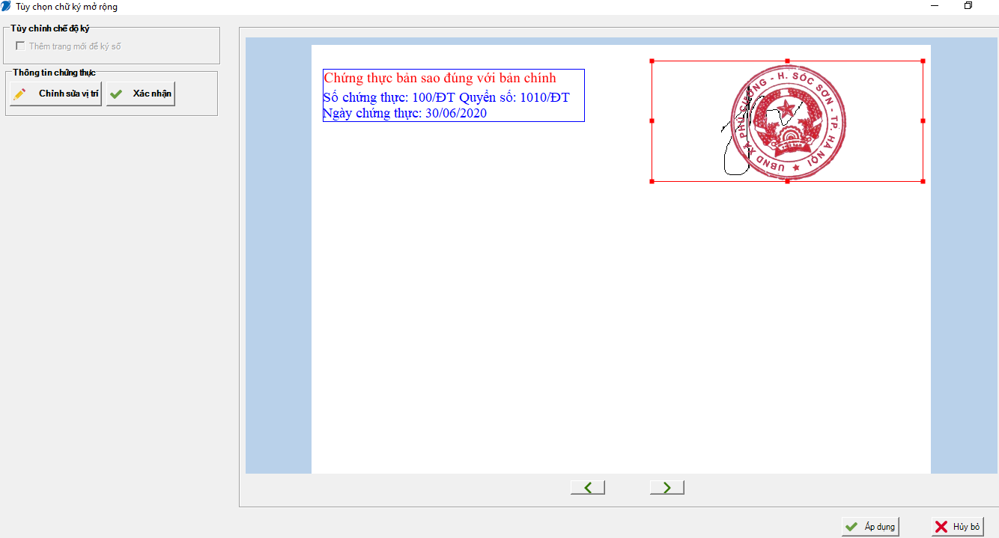 Tùy chọn chữ ký mở rộng
Tùy chỉnh chế độ ký
Thêm trang mới để ký số
Thông tin chứng thực
Chỉnh sửa vị trí
Xác nhận
Chứng thực bản sao đúng với bản chính
Số chứng thực: 100/ĐT Quyển số: 1010/ĐT
Ngày chứng thực: 30/06/2020
UBND XÃ PHÚ CƯỜNG - H. SÓC SƠN - TP. HÀ NỘI
Áp dụng
Hủy bỏ